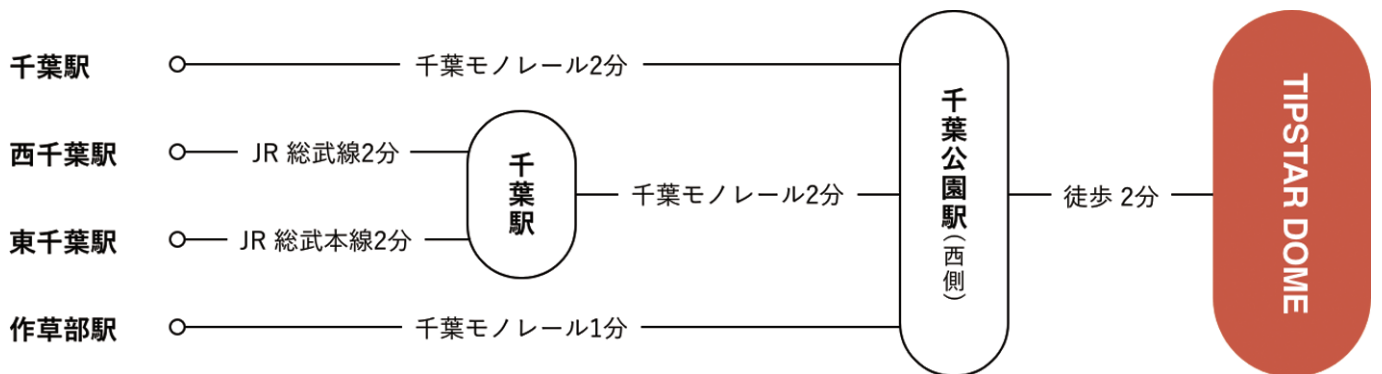 千葉駅
千葉モノレール2分
西千葉駅
JR 総武線2分
東千葉駅
JR 総武本線2分
千葉駅
千葉モノレール2分
作草部駅
千葉モノレール1分
千葉公園駅(西側)
徒歩 2分
TIPSTAR DOME